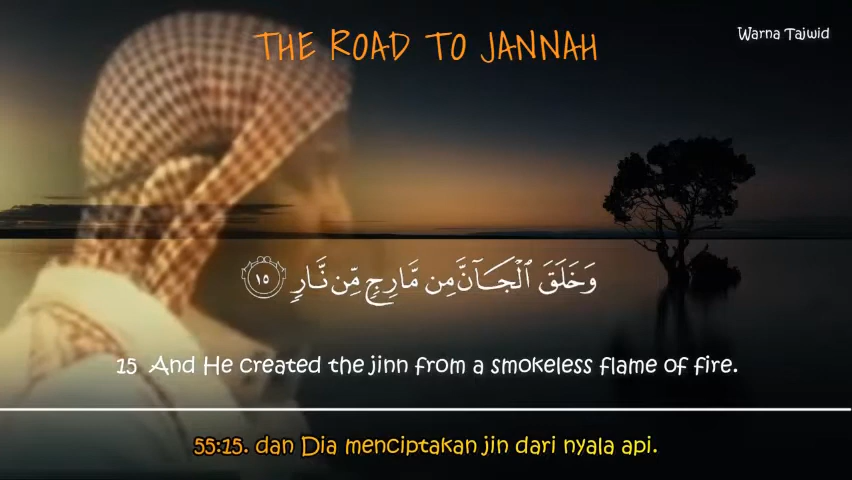 THE ROAD TO JANNAH
Warna Tajwid
وَخَلَقَ ٱلْجَآنَّ مِن مَّارِجٍ مِّن نَّارٍ ١٥
15 And He created the jinn from a smokeless flame of fire.
55:15. dan Dia menciptakan jin dari nyala api.